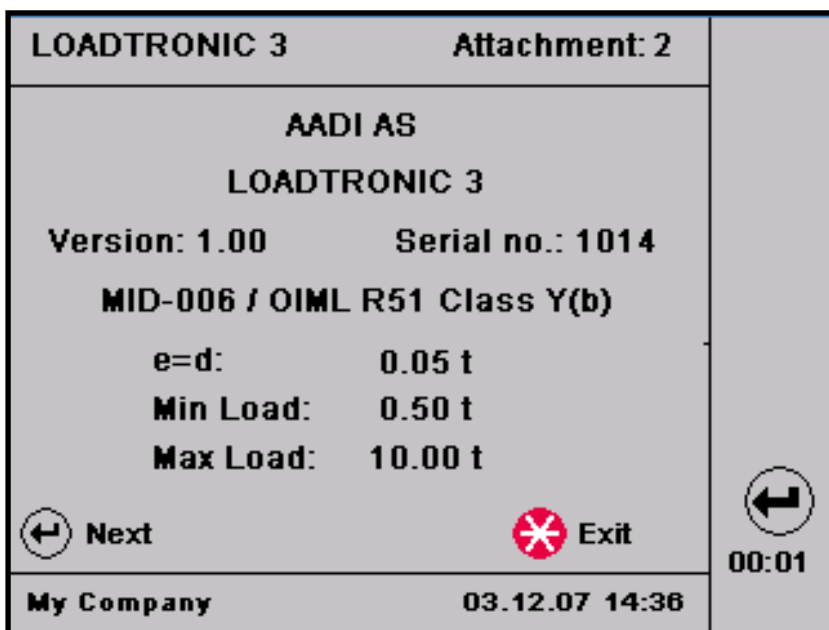 LOADTRONIC 3 Attachment: 2
AADI AS
LOADTRONIC 3
Version: 1.00 Serial no.: 1014
MID-006 / OIML R51 Class Y(b)
e=d: 0.05 t
Min Load: 0.50 t
Max Load: 10.00 t
Next Exit
00:01
My Company 03.12.07 14:36